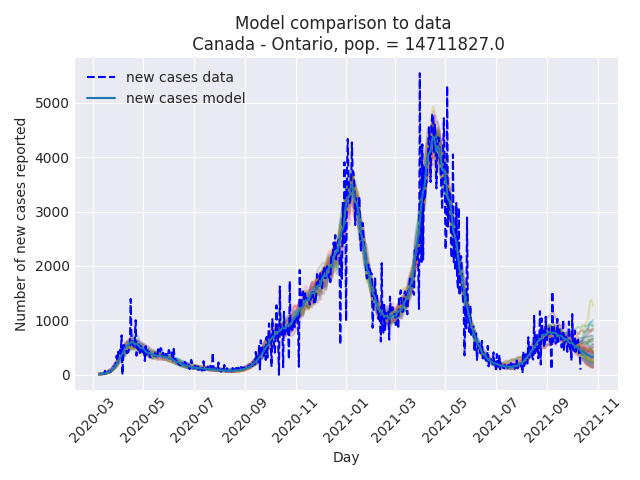 Model comparison to data
Canada - Ontario, pop. = 14711827.0
new cases data
new cases model
Number of new cases reported
5000
4000
3000
2000
1000
0
2020-03
2020-05
2020-07
2020-09
2020-11
2021-01
2021-03
2021-05
2021-07
2021-09
2021-11
Day